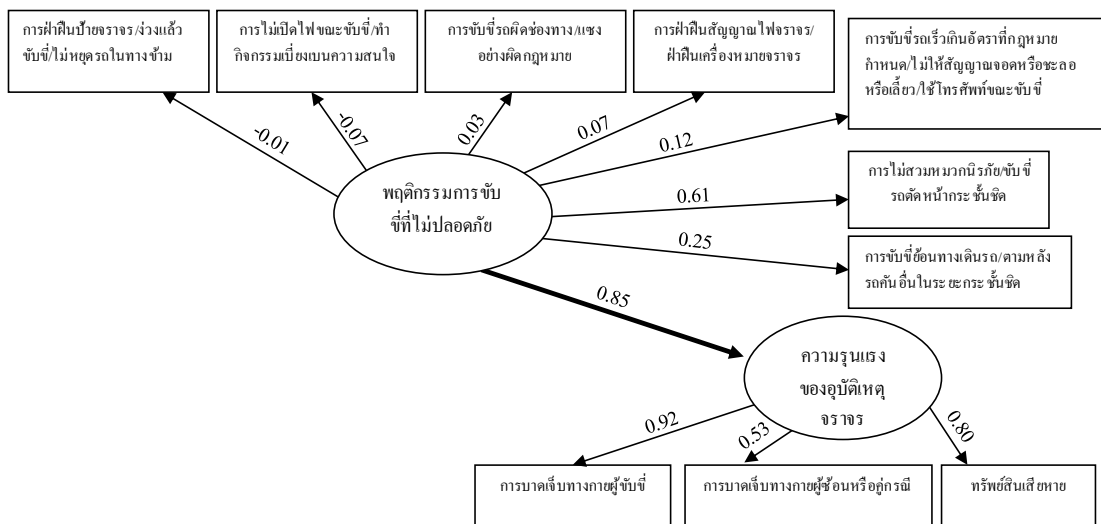 การฝ่าฝืนป้ายจราจร/ง่วงแล้ว
ขับขี่/ไม่หยุดรถในทางข้าม
การไม่เปิดไฟขณะขับขี่/ทำ
กิจกรรมเบี่ยงเบนความสนใจ
การขับขี่รถผิดช่องทาง/แซง
อย่างผิดกฎหมาย
การฝ่าฝืนสัญญาณไฟจราจร/
ฝ่าฝืนเครื่องหมายจราจร
การขับขี่รถเร็วเกินอัตราที่กฎหมาย
กำหนด/ไม่ให้สัญญาณจอดหรือชะลอ
หรือเลี้ยว/ใช้โทรศัพท์ขณะขับขี่
-0.01
-0.07
0.03
0.07
0.12
พฤติกรรมการขับ
ขี่ที่ไม่ปลอดภัย
0.61
การไม่สวมหมวกนิรภัย/ขับขี่
รถตัดหน้ากระชั้นชิด
0.25
การขับขี่ย้อนทางเดินรถ/ตามหลัง
รถคันอื่นในระยะกระชั้นชิด
0.85
ความรุนแรง
ของอุบัติเหตุ
จราจร
0.92
0.53
0.80
การบาดเจ็บทางกายผู้ขับขี่
การบาดเจ็บทางกายผู้ซ้อนหรือคู่กรณี
ทรัพย์สินเสียหาย